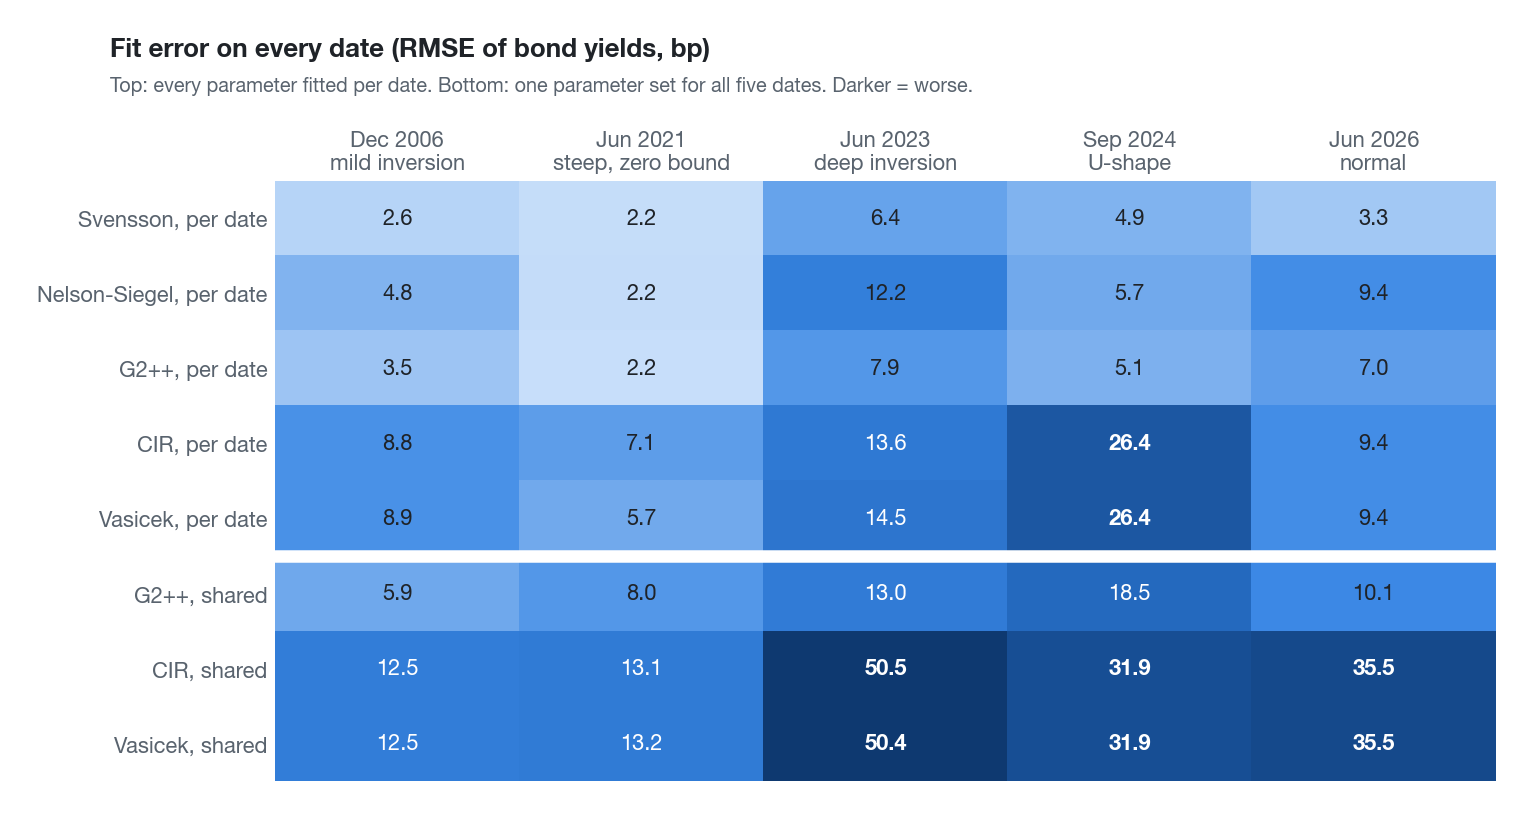 Fit error on every date (RMSE of bond yields, bp)
Top: every parameter fitted per date. Bottom: one parameter set for all five dates. Darker = worse.
Dec 2006 Jun 2021 Jun 2023 Sep 2024 Jun 2026
mild inversion steep, zero bound deep inversion U-shape normal
Svensson, per date 2.6 2.2 6.4 4.9 3.3
Nelson-Siegel, per date 4.8 2.2 12.2 5.7 9.4
G2++, per date 3.5 2.2 7.9 5.1 7.0
CIR, per date 8.8 7.1 13.6 26.4 9.4
Vasicek, per date 8.9 5.7 14.5 26.4 9.4
G2++, shared 5.9 8.0 13.0 18.5 10.1
CIR, shared 12.5 13.1 50.5 31.9 35.5
Vasicek, shared 12.5 13.2 50.4 31.9 35.5